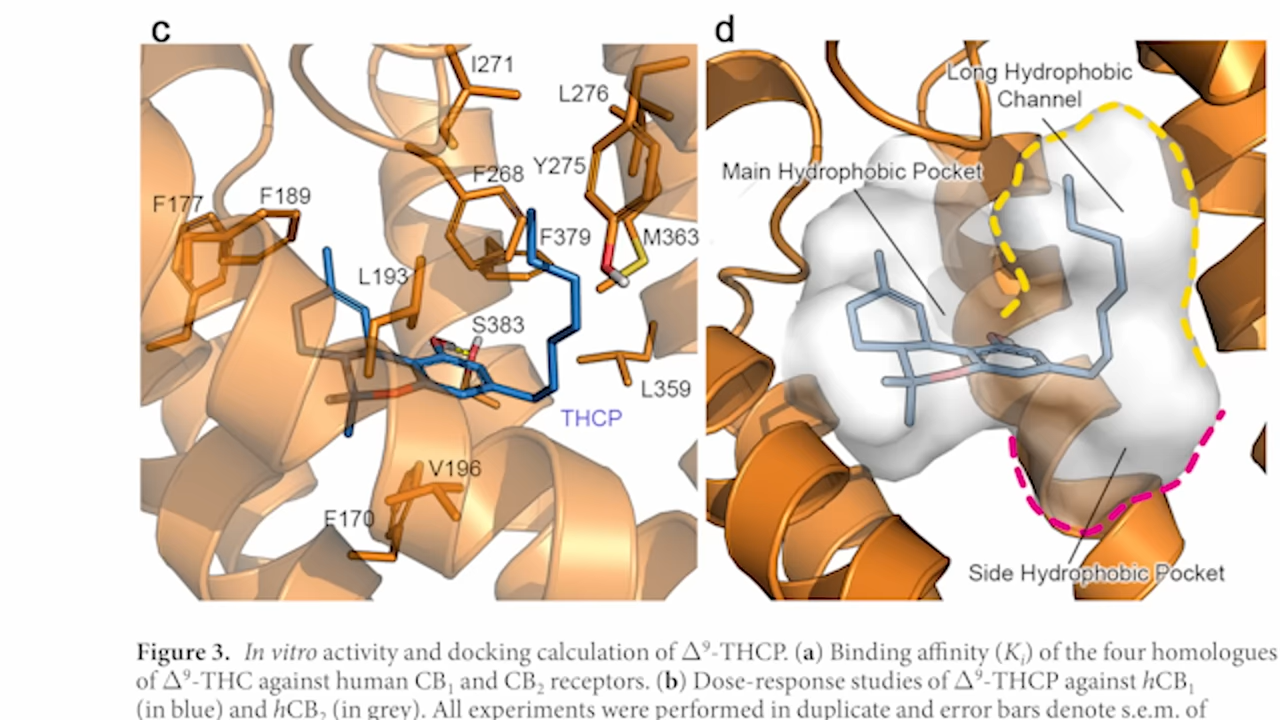 c
d
I271
L276
Y275
F268
F177
F189
F379
M363
L193
S383
L359
THCP
V196
F170
Long Hydrophobic
Channel
Main Hydrophobic Pocket
Side Hydrophobic Pocket
Figure 3. In vitro activity and docking calculation of Δ⁹-THCP. (a) Binding affinity (Kᵢ) of the four homologues
of Δ⁹-THC against human CB₁ and CB₂ receptors. (b) Dose-response studies of Δ⁹-THCP against hCB₁
(in blue) and hCB₂ (in grey). All experiments were performed in duplicate and error bars denote s.e.m. of